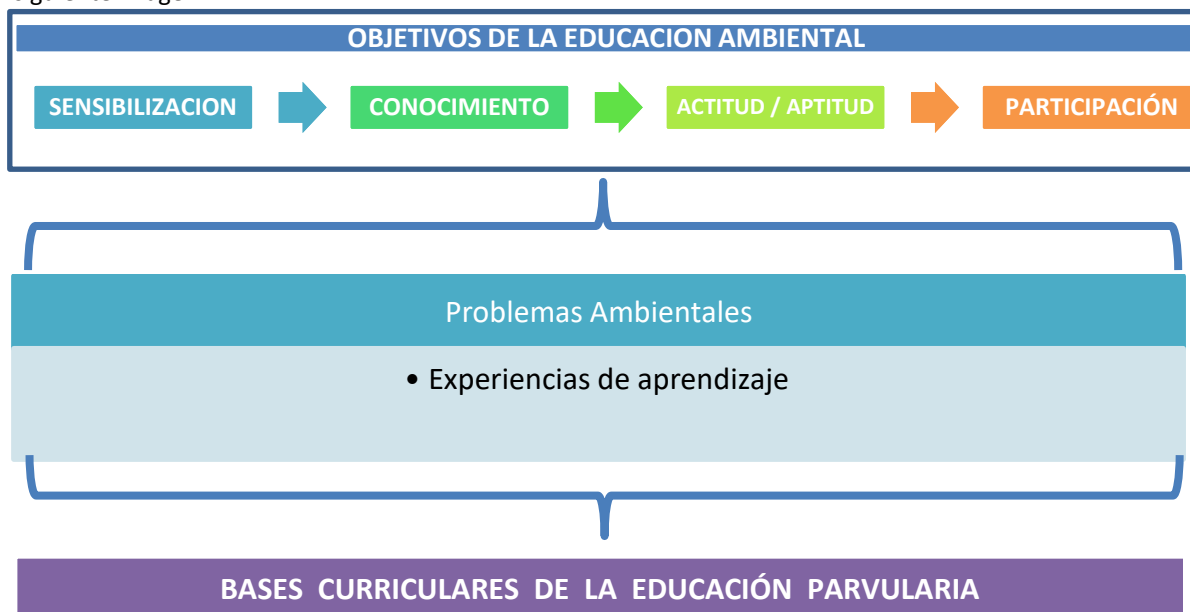 OBJETIVOS DE LA EDUCACION AMBIENTAL
SENSIBILIZACION
CONOCIMIENTO
ACTITUD / APTITUD
PARTICIPACIÓN
Problemas Ambientales
• Experiencias de aprendizaje
BASES CURRICULARES DE LA EDUCACIÓN PARVULARIA